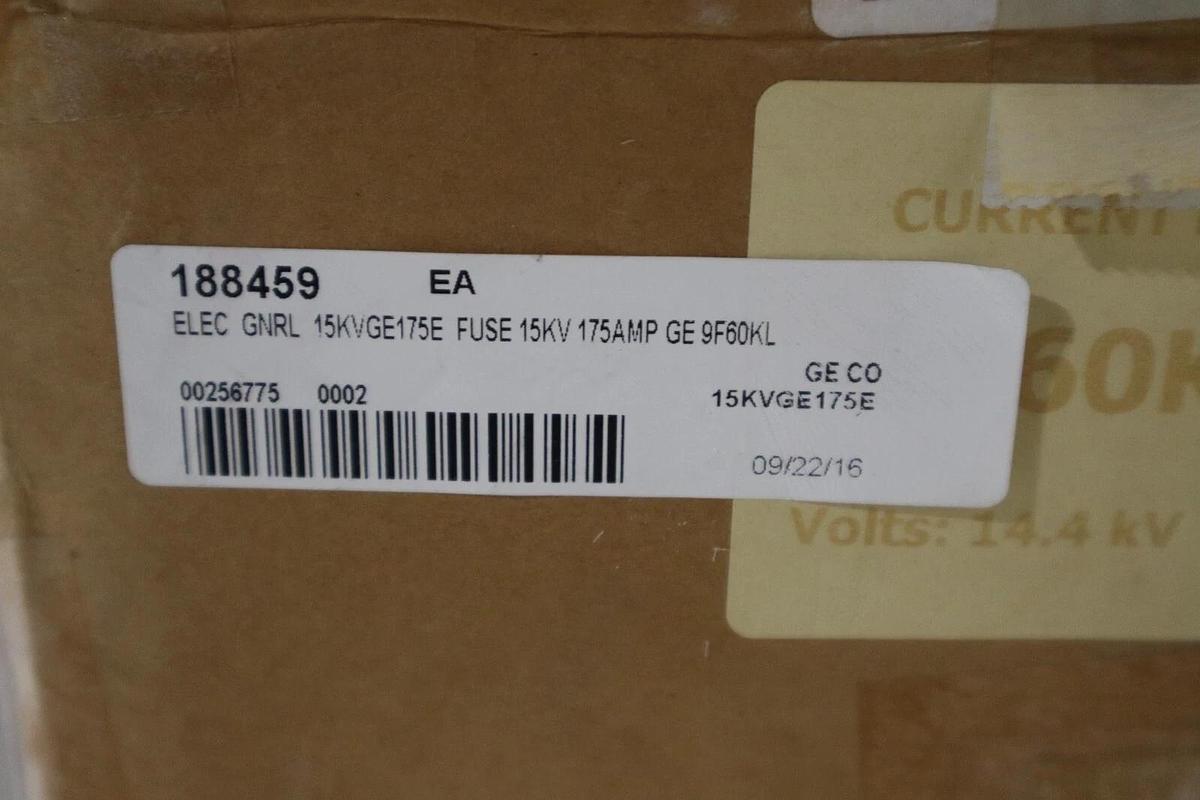 CURRENT
188459 EA
ELEC GNRL 15KVGE175E FUSE 15KV 175AMP GE 9F60KL
GE CO
00256775 0002
15KVGE175E
60K
09/22/16
Volts: 14.4 kV